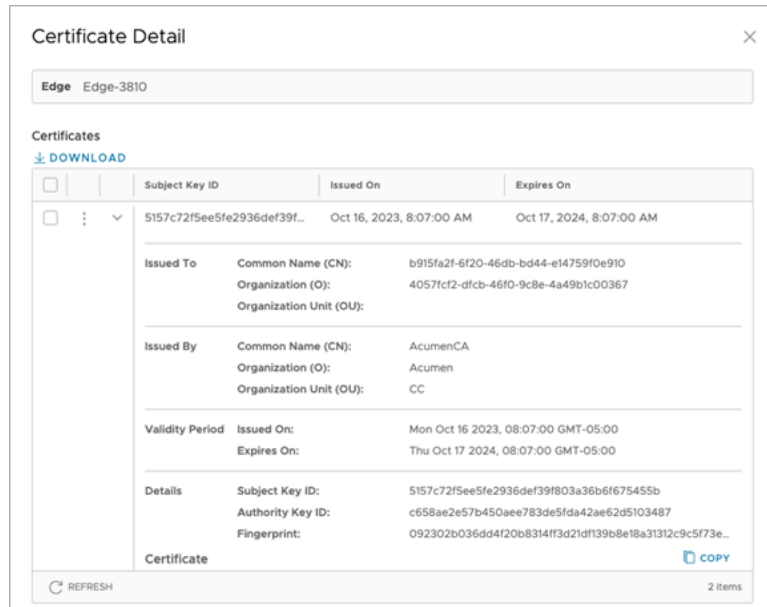 Certificate Detail
Edge Edge-3810
Certificates
DOWNLOAD
Subject Key ID Issued On Expires On
5157c72f5ee5fe2936def39f... Oct 16, 2023, 8:07:00 AM Oct 17, 2024, 8:07:00 AM
Issued To Common Name (CN): b915fa2f-6f20-46db-bd44-e14759f0e910
Organization (O): 4057fcf2-dfcb-46f0-9c8e-4a49b1c00367
Organization Unit (OU):
Issued By Common Name (CN): AcumenCA
Organization (O): Acumen
Organization Unit (OU): CC
Validity Period Issued On: Mon Oct 16 2023, 08:07:00 GMT-05:00
Expires On: Thu Oct 17 2024, 08:07:00 GMT-05:00
Details Subject Key ID: 5157c72f5ee5fe2936def39f803a36b6f675455b
Authority Key ID: c658ae2e57b450aee783de5fda42ae62d5103487
Fingerprint: 092302b036dd4f20b8314ff3d21df139b8e18a31312c9c5f73e...
Certificate COPY
REFRESH 2 items